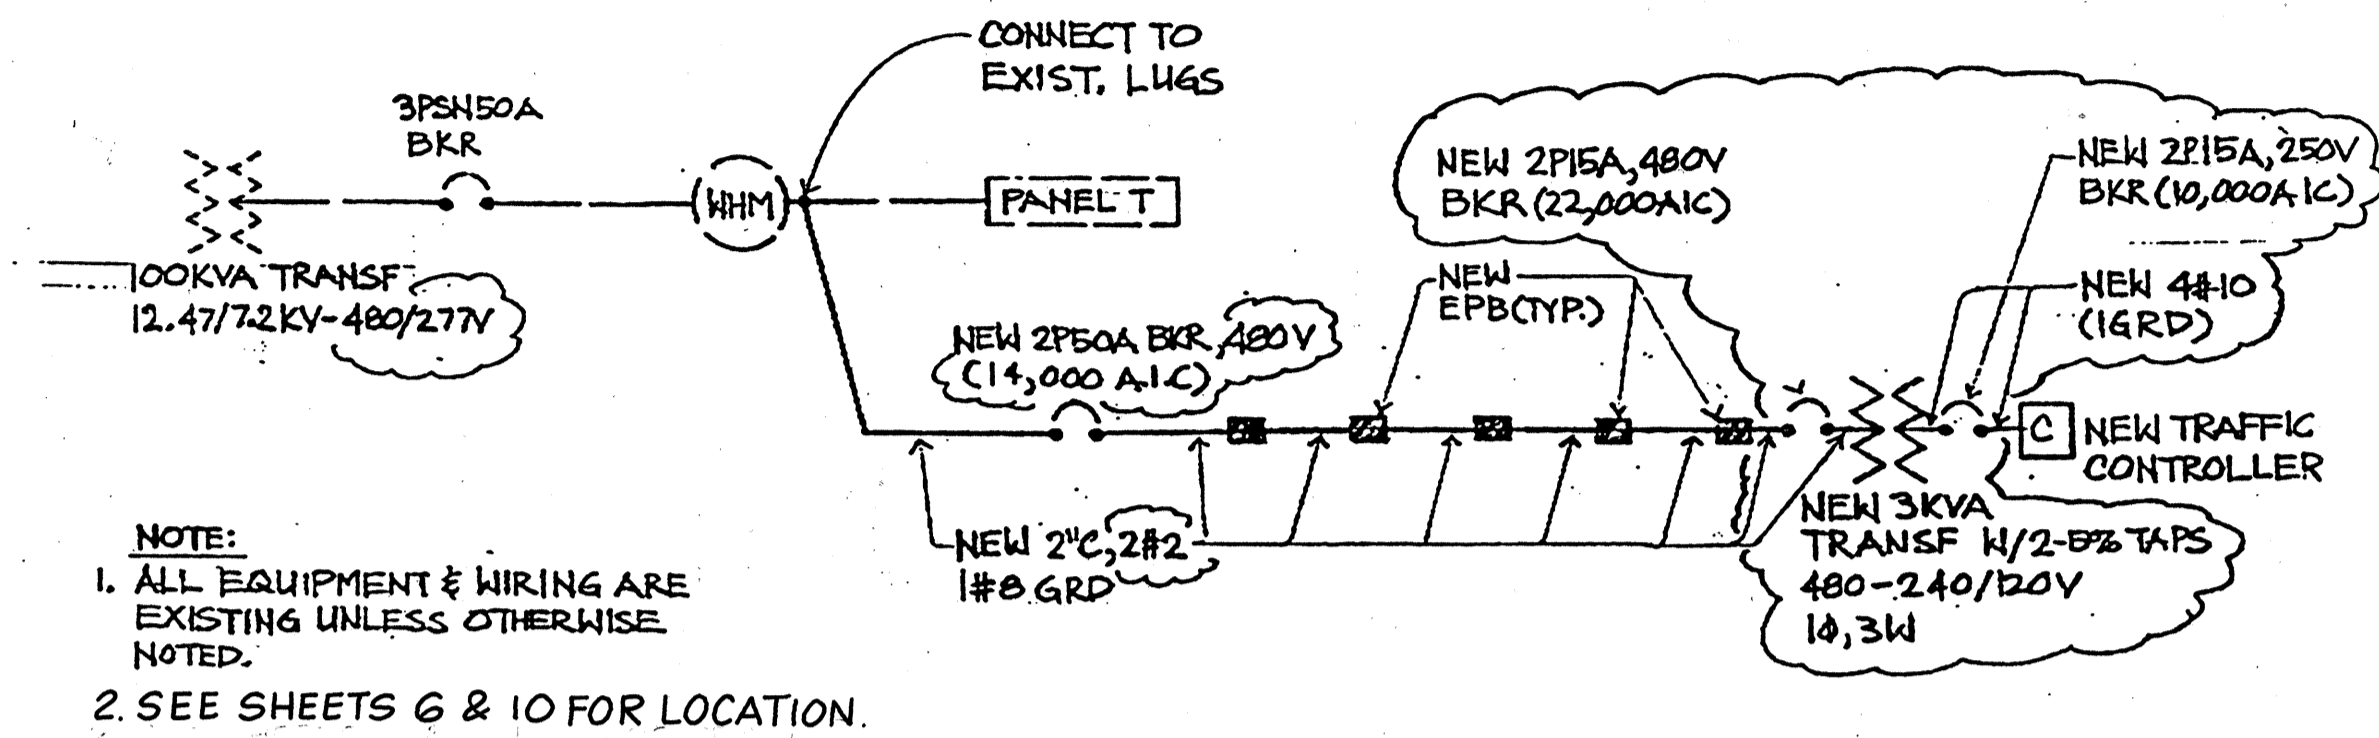 CONNECT TO
EXIST. LUGS
3PSN50A
BKR
WHM
PANEL T
100KVA TRANSF
12.47/7.2KV-480/277V
NEW 2P15A, 480V
BKR (22,000AIC)
NEW 2P15A, 250V
BKR (10,000AIC)
NEW
EPB(TYP.)
NEW 4#10
(1GRD)
NEW 2P50A BKR, 480V
(14,000 A.I.C)
C
NEW TRAFFIC
CONTROLLER
NEW 2"C, 2#2
1#8 GRD
NEW 3KVA
TRANSF W/2-5% TAPS
480-240/120V
1Φ, 3W
NOTE:
1. ALL EQUIPMENT & WIRING ARE
EXISTING UNLESS OTHERWISE
NOTED.
2. SEE SHEETS 6 & 10 FOR LOCATION.